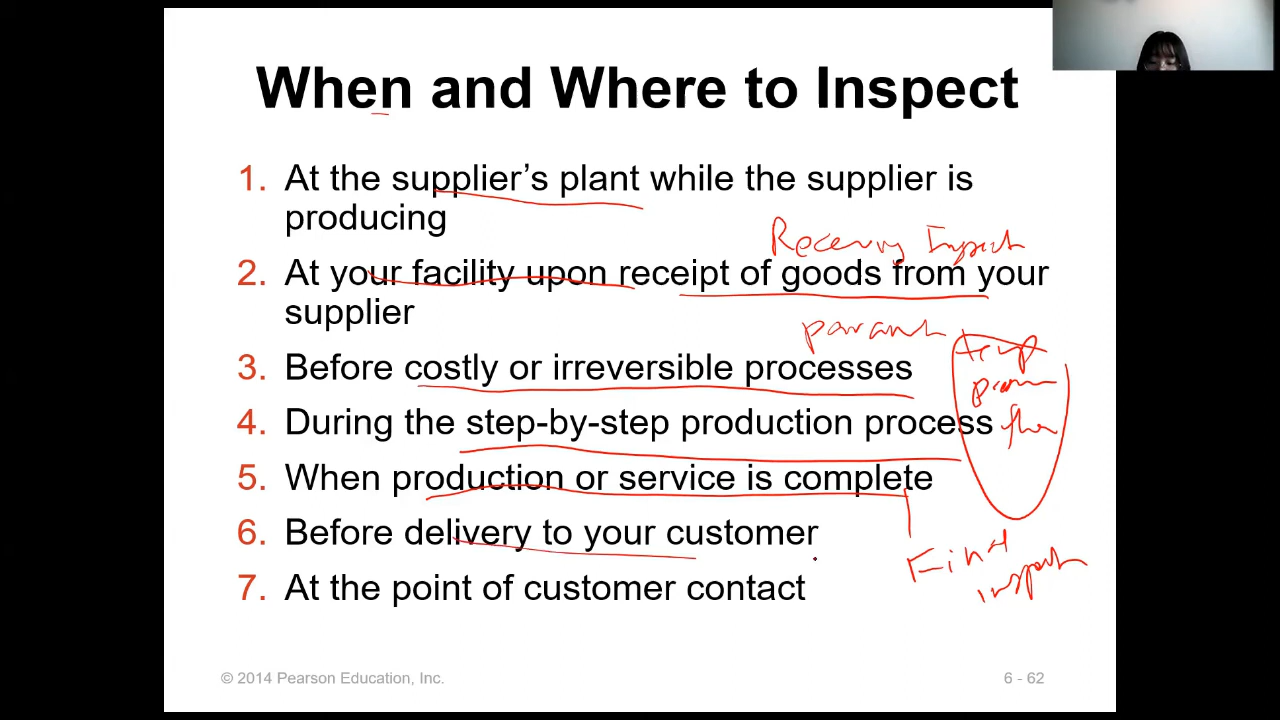 When and Where to Inspect
1. At the supplier's plant while the supplier is
producing
Inspect
2. At your facility upon receipt of goods from your
supplier
3. Before costly or irreversible processes
4. During the step-by-step production process
5. When production or service is complete
6. Before delivery to your customer
Final
7. At the point of customer contact
© 2014 Pearson Education, Inc.
6 - 62